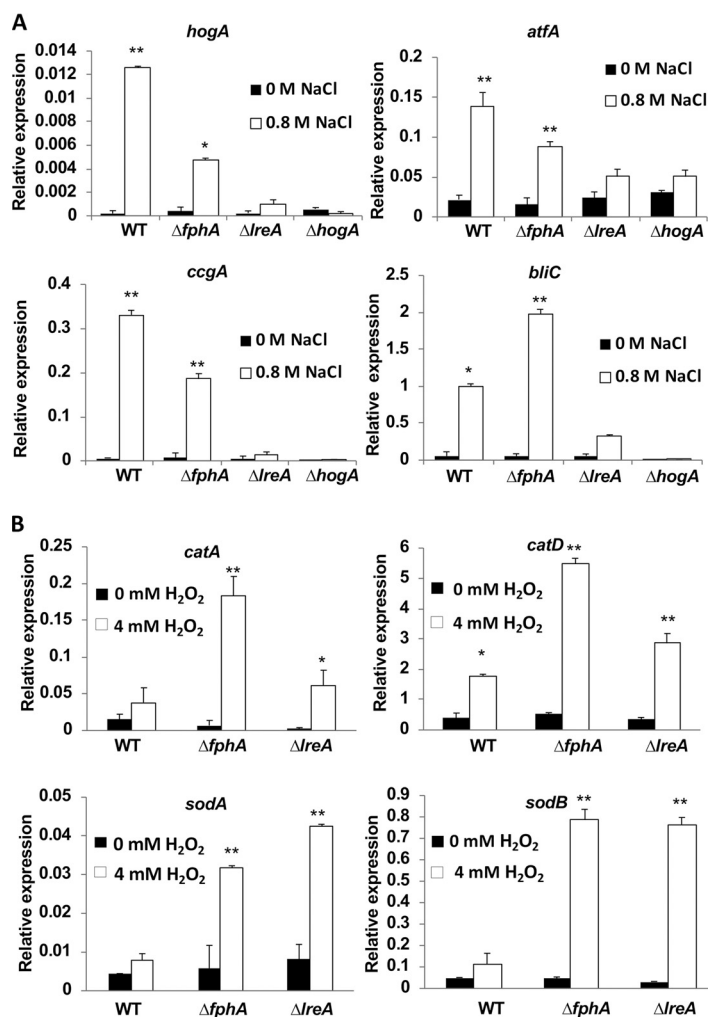 A
hogA
Relative expression
0.014
0.012
0.01
0.008
0.006
0.004
0.002
0
**
*
0 M NaCl
0.8 M NaCl
WT
ΔfphA
ΔlreA
ΔhogA
atfA
Relative expression
0.2
0.15
0.1
0.05
0
**
**
0 M NaCl
0.8 M NaCl
WT
ΔfphA
ΔlreA
ΔhogA
ccgA
Relative expression
0.4
0.3
0.2
0.1
0
**
**
0 M NaCl
0.8 M NaCl
WT
ΔfphA
ΔlreA
ΔhogA
bliC
Relative expression
2.5
2
1.5
1
0.5
0
*
**
0 M NaCl
0.8 M NaCl
WT
ΔfphA
ΔlreA
ΔhogA
B
catA
Relative expression
0.25
0.2
0.15
0.1
0.05
0
0 mM H₂O₂
4 mM H₂O₂
**
*
WT
ΔfphA
ΔlreA
catD
Relative expression
6
5
4
3
2
1
0
0 mM H₂O₂
4 mM H₂O₂
*
**
**
WT
ΔfphA
ΔlreA
sodA
Relative expression
0.05
0.04
0.03
0.02
0.01
0
0 mM H₂O₂
4 mM H₂O₂
**
**
WT
ΔfphA
ΔlreA
sodB
Relative expression
0.9
0.8
0.7
0.6
0.5
0.4
0.3
0.2
0.1
0
0 mM H₂O₂
4 mM H₂O₂
**
**
WT
ΔfphA
ΔlreA